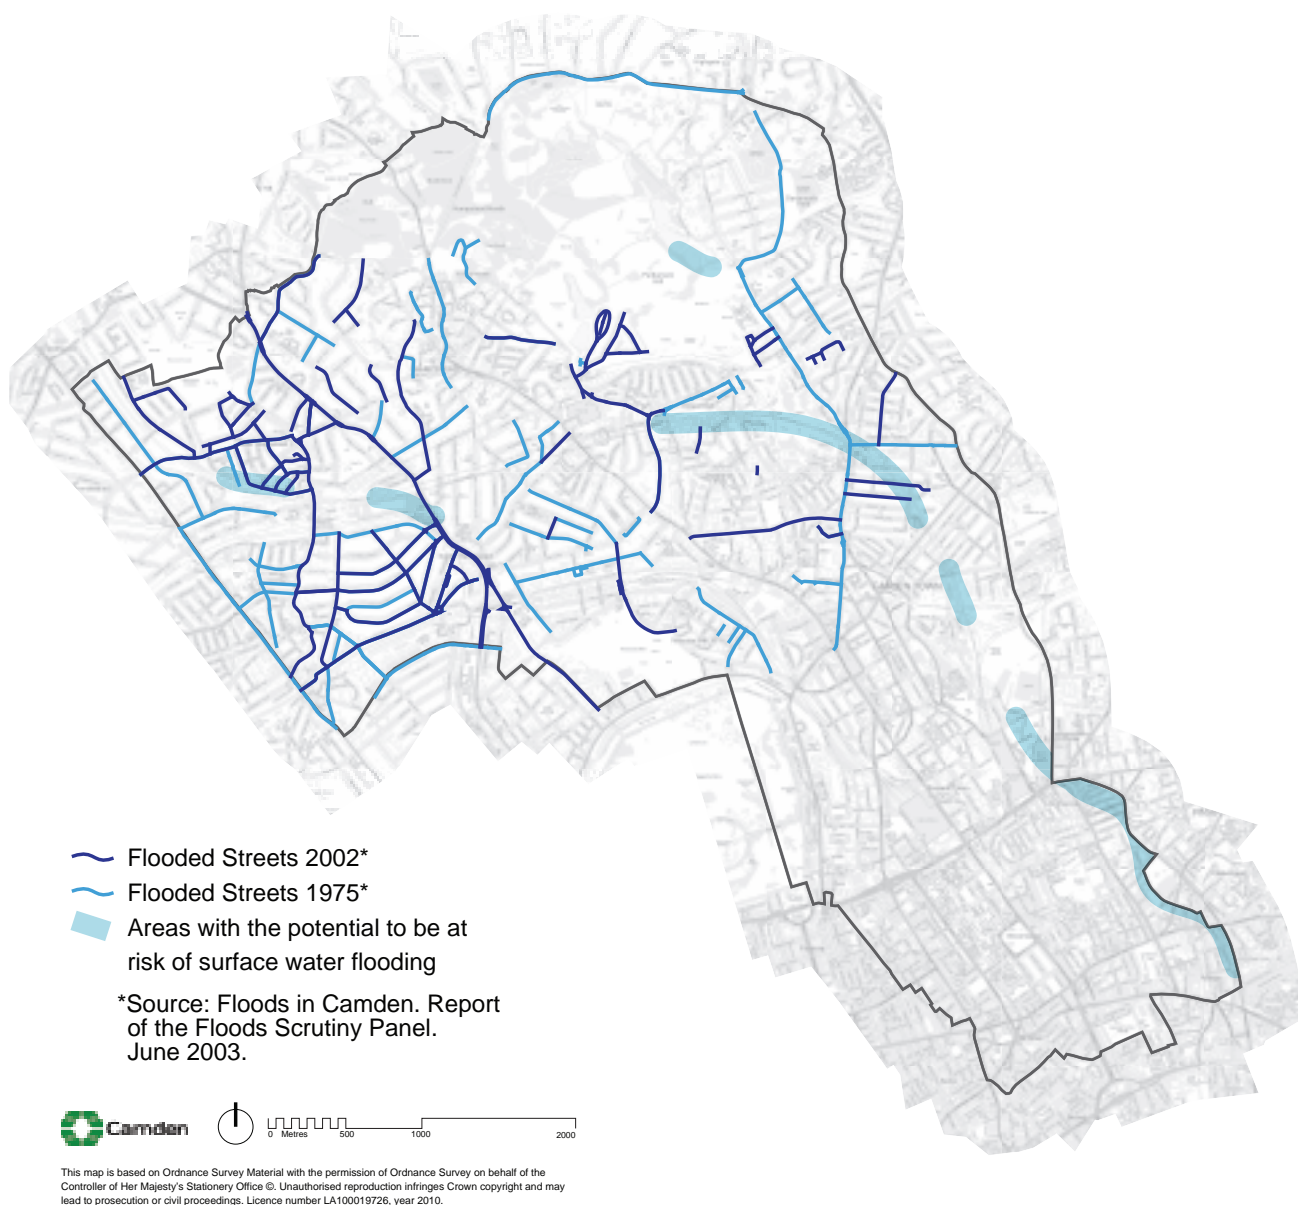 Flooded Streets 2002*
Flooded Streets 1975*
Areas with the potential to be at
risk of surface water flooding
*Source: Floods in Camden. Report
of the Floods Scrutiny Panel.
June 2003.
Camden
0 Metres 500 1000 2000
This map is based on Ordnance Survey Material with the permission of Ordnance Survey on behalf of the
Controller of Her Majesty's Stationery Office ©. Unauthorised reproduction infringes Crown copyright and may
lead to prosecution or civil proceedings. Licence number LA100019726, year 2010.